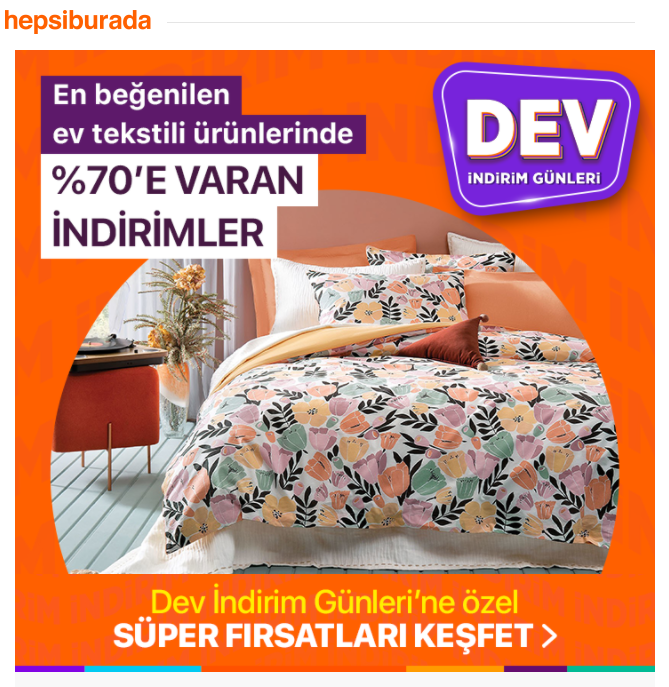 hepsiburada
En beğenilen
ev tekstili ürünlerinde
%70'E VARAN
İNDİRİMLER
DEV
İNDİRİM GÜNLERİ
Dev İndirim Günleri'ne özel
SÜPER FIRSATLARI KEŞFET >